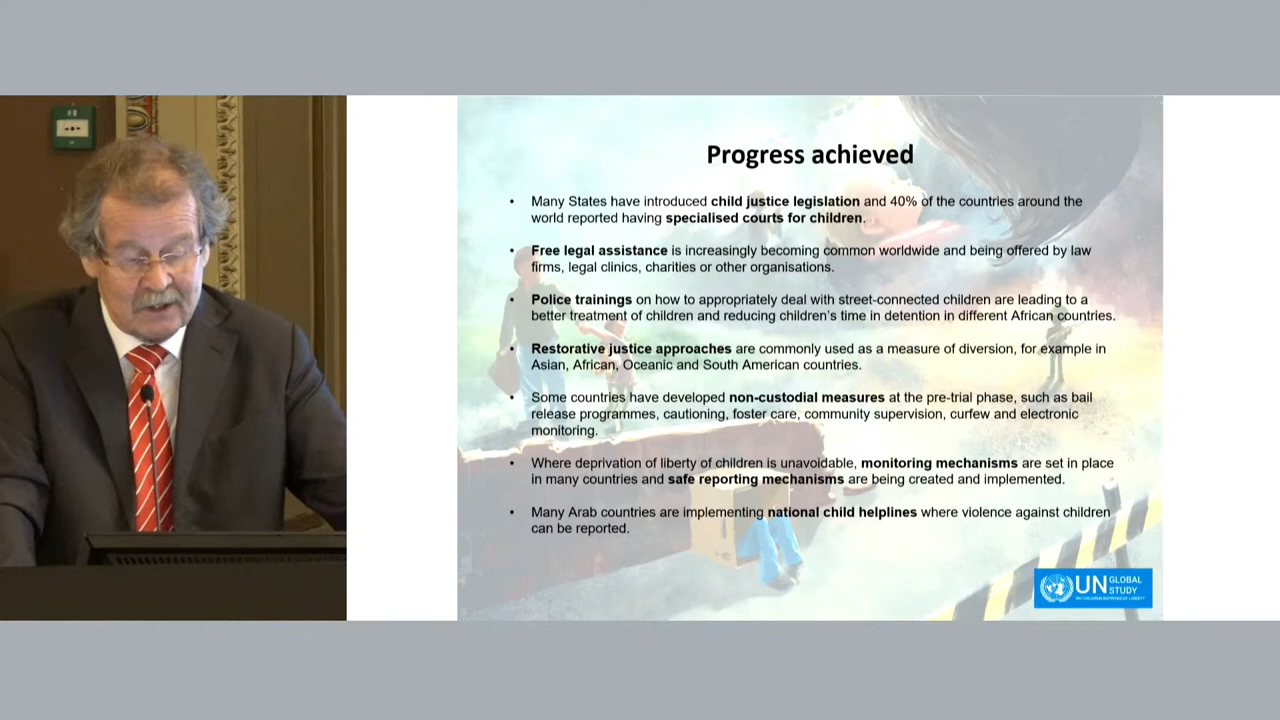 Progress achieved
• Many States have introduced child justice legislation and 40% of the countries around the
world reported having specialised courts for children.
• Free legal assistance is increasingly becoming common worldwide and being offered by law
firms, legal clinics, charities or other organisations.
• Police trainings on how to appropriately deal with street-connected children are leading to a
better treatment of children and reducing children's time in detention in different African countries.
• Restorative justice approaches are commonly used as a measure of diversion, for example in
Asian, African, Oceanic and South American countries.
• Some countries have developed non-custodial measures at the pre-trial phase, such as bail
release programmes, cautioning, foster care, community supervision, curfew and electronic
monitoring.
• Where deprivation of liberty of children is unavoidable, monitoring mechanisms are set in place
in many countries and safe reporting mechanisms are being created and implemented.
• Many Arab countries are implementing national child helplines where violence against children
can be reported.
UN GLOBAL
STUDY
ON CHILDREN DEPRIVED OF LIBERTY